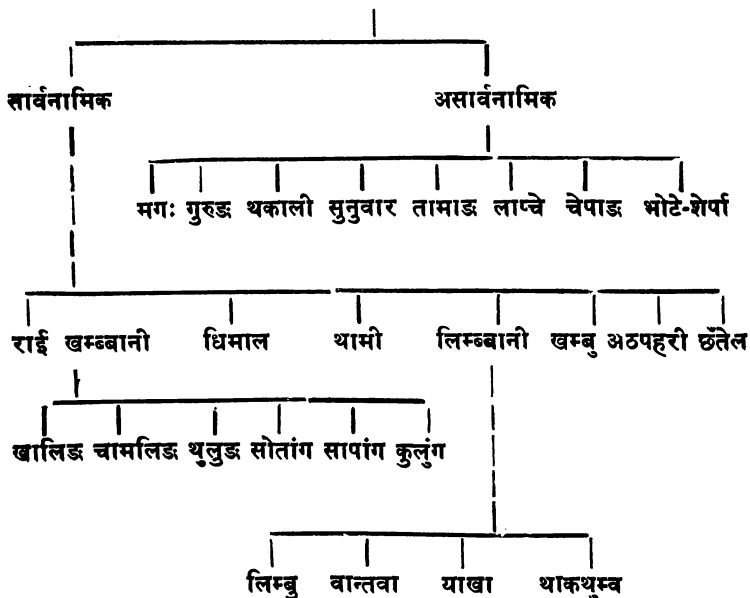 सार्वनामिक असार्वनामिक
मगः गुरुङ थकाली सुनुवार तामाङ लाप्चे चेपाङ भोटे-शेर्पा
राई खम्ब्बानी धिमाल थामी लिम्ब्बानी खम्बु अठपहरी छँतेल
खालिङ चामलिङ थुलुङ सोतांग सापांग कुलुंग
लिम्बु वान्तवा याखा थाकथुम्व